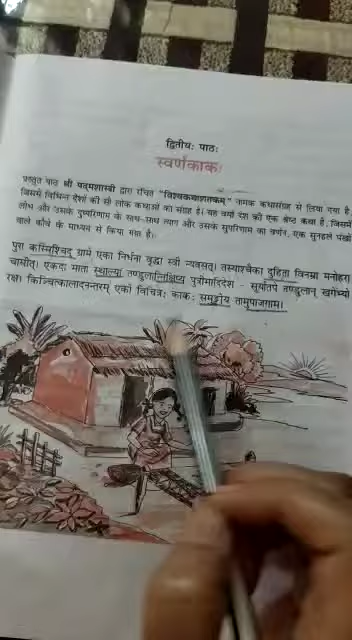 द्वितीयः पाठः
स्वर्णकाकः
प्रस्तुत पाठ श्री पद्मशास्त्री द्वारा रचित "विश्वकथाशतकम्" नामक कथासंग्रह से लिया गया है
जिसमें विभिन्न देशों की सौ लोक कथाओं का संग्रह है। यह वर्मा देश की एक श्रेष्ठ कथा है, जिसमें
लोभ और उसके दुष्परिणाम के साथ-साथ त्याग और उसके सुपरिणाम का वर्णन, एक सुनहले पंखों
वाले कौवे के माध्यम से किया गया है।
पुरा कस्मिंश्चिद् ग्रामे एका निर्धना वृद्धा स्त्री न्यवसत्। तस्याश्चैका दुहिता विनम्रा मनोहरा
चासीत्। एकदा माता स्थाल्यां तण्डुलान्निक्षिप्य पुत्रीमादिदेश - सूर्यातपे तण्डुलान् खगेभ्यो
रक्ष। किञ्चित्कालादनन्तरम् एको विचित्रः काकः समुड्डीय तामुपाजगाम।